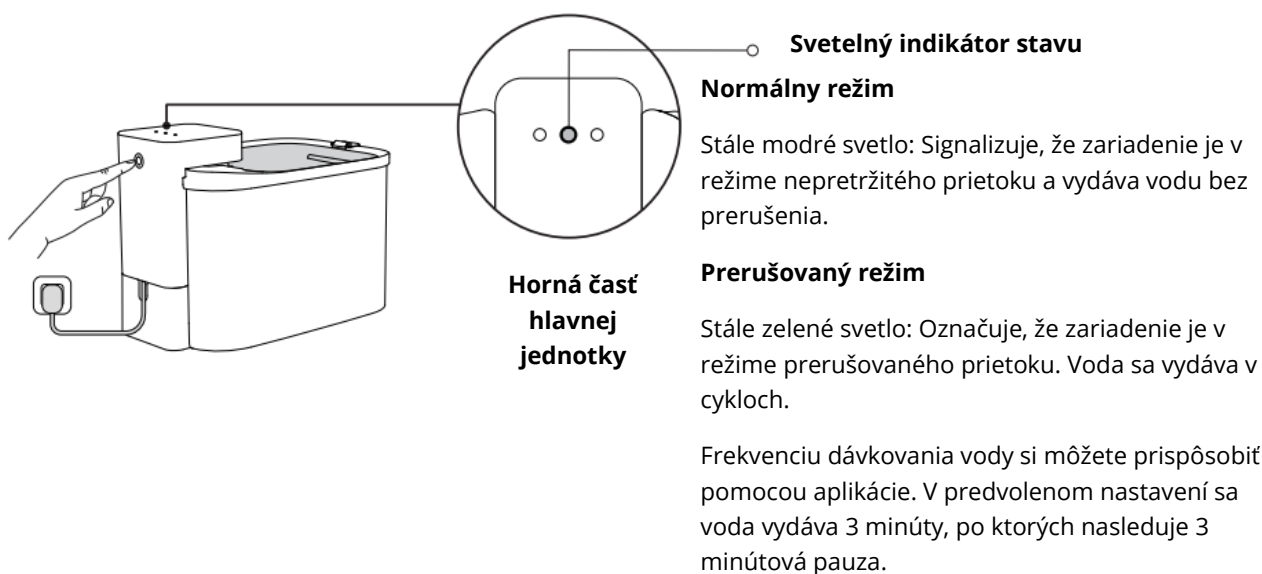 Svetelný indikátor stavu
Normálny režim
Stále modré svetlo: Signalizuje, že zariadenie je v
režime nepretržitého prietoku a vydáva vodu bez
prerušenia.
Horná časť
hlavnej
jednotky
Prerušovaný režim
Stále zelené svetlo: Označuje, že zariadenie je v
režime prerušovaného prietoku. Voda sa vydáva v
cykloch.
Frekvenciu dávkovania vody si môžete prispôsobiť
pomocou aplikácie. V predvolenom nastavení sa
voda vydáva 3 minúty, po ktorých nasleduje 3
minútová pauza.